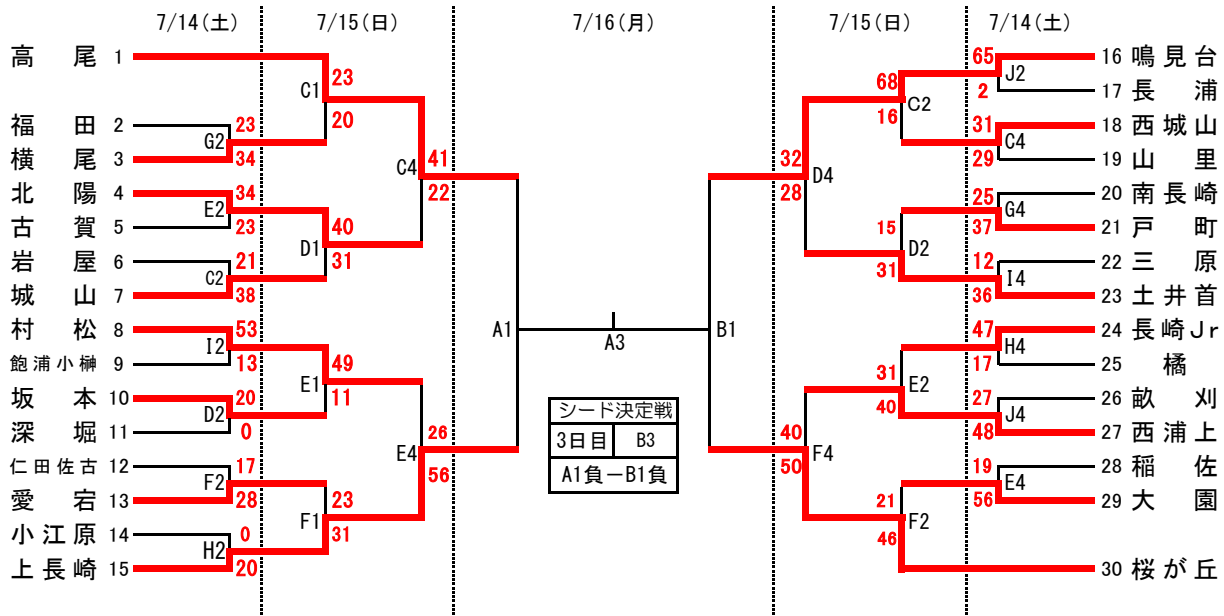 7/14(土) 7/15(日) 7/16(月) 7/15(日) 7/14(土)
高尾 1
福田 2
横尾 3
北陽 4
古賀 5
岩屋 6
城山 7
村松 8
飽浦小榊 9
坂本 10
深堀 11
仁田佐古 12
愛宕 13
小江原 14
上長崎 15
23
G2
34
34
E2
23
21
C2
38
53
I2
13
20
D2
0
17
F2
28
0
H2
20
23
C1
20
40
D1
31
49
E1
11
23
F1
31
41
C4
22
26
E4
56
A1
A3
B1
シード決定戦
3日目 B3
A1負ーB1負
32
D4
28
40
F4
50
68
C2
16
15
D2
31
31
E2
40
21
F2
46
65
J2
2
31
C4
29
25
G4
37
12
I4
36
47
H4
17
27
J4
48
19
E4
56
16 鳴見台
17 長浦
18 西城山
19 山里
20 南長崎
21 戸町
22 三原
23 土井首
24 長崎Jr
25 橘
26 畝刈
27 西浦上
28 稲佐
29 大園
30 桜が丘